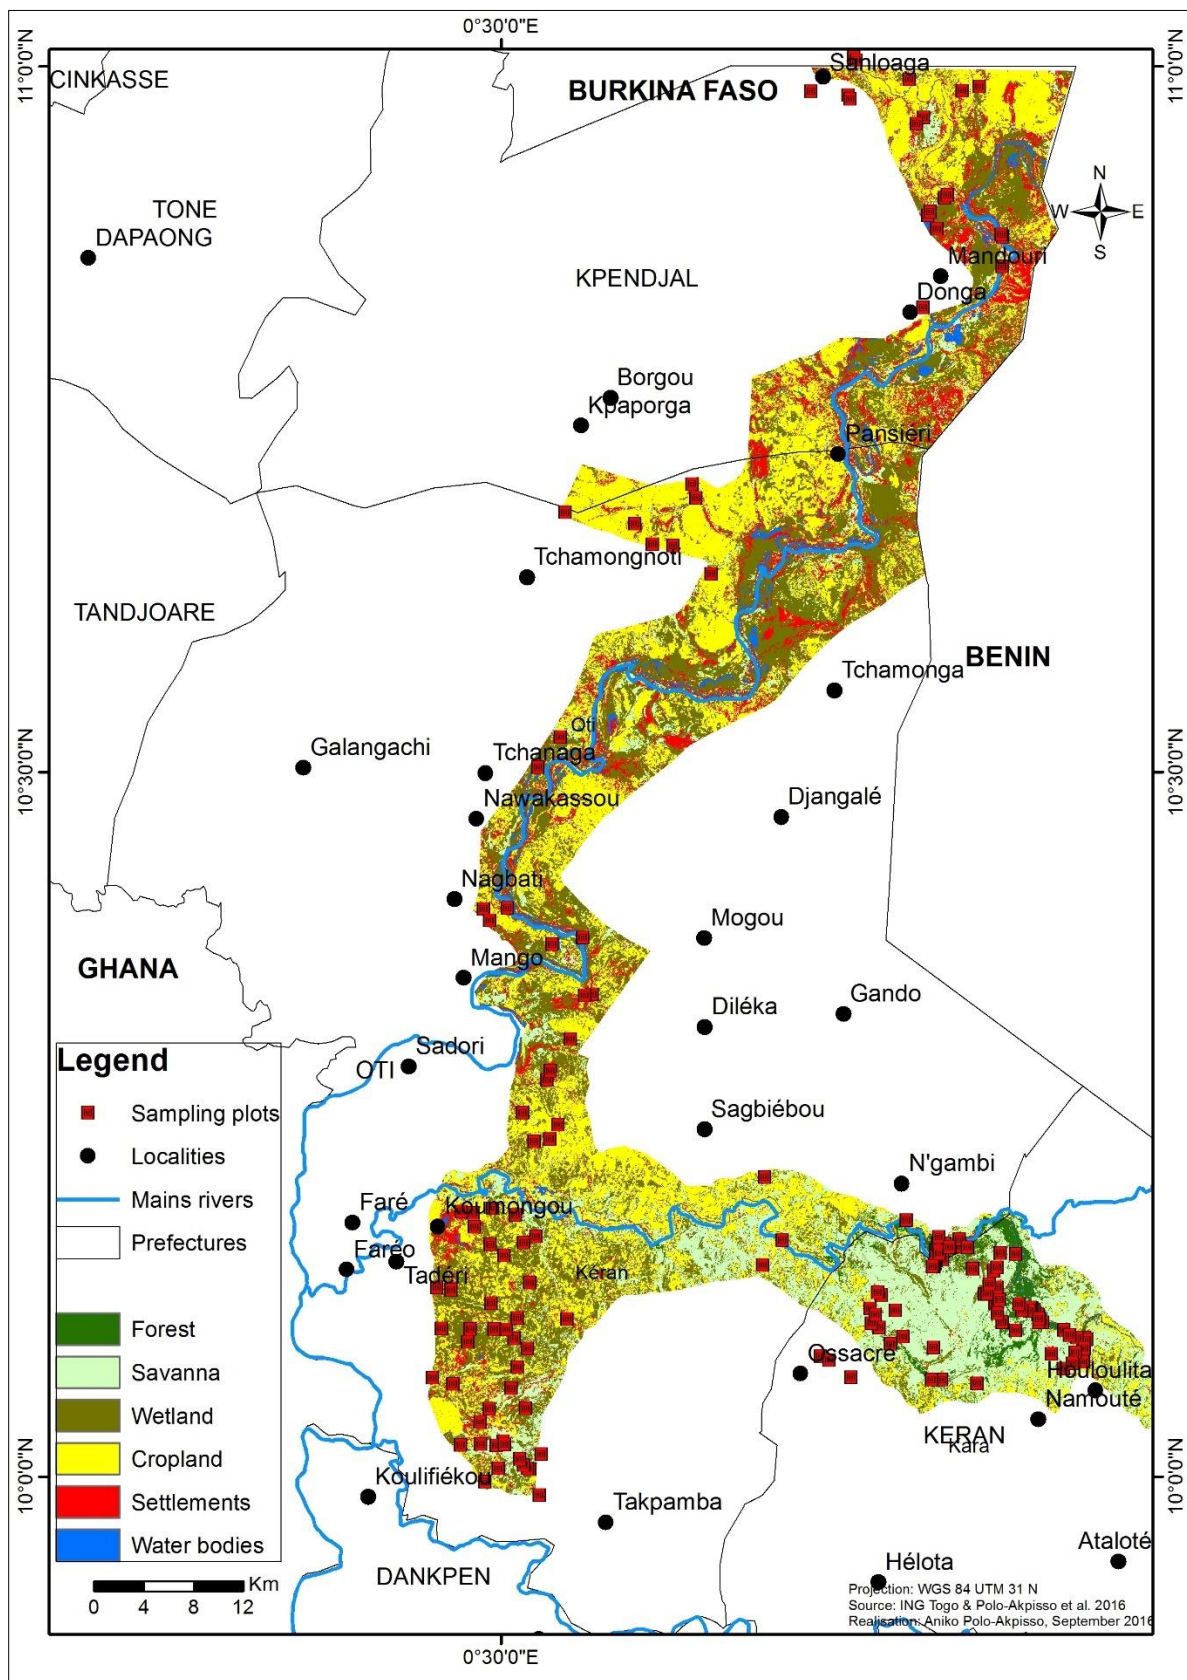 0°30'0"E
11°0'0"N
11°0'0"N
CINKASSE
BURKINA FASO
Sanloaga
N
W
E
S
TONE
DAPAONG
KPENDJAL
Mandouri
Donga
Borgou
Kpaporga
Pansiéri
Tchamongnoti
TANDJOARE
BENIN
Tchamonga
Oti
Galangachi
Tchanaga
10°30'0"N
10°30'0"N
Nawakassou
Djangalé
Nagbati
Mogou
Mango
GHANA
Gando
Diléka
Sadori
OTI
Sagbiébou
N'gambi
Faré
Koumongou
Faréo
Tadéri
Kéran
Ossacré
Houloulita
Namouté
KERAN
Kara
10°0'0"N
10°0'0"N
Koulifiékou
Takpamba
Ataloté
Hélota
DANKPEN
Legend
Sampling plots
Localities
Mains rivers
Prefectures
Forest
Savanna
Wetland
Cropland
Settlements
Water bodies
Km
0 4 8 12
Projection: WGS 84 UTM 31 N
Source: ING Togo & Polo-Akpisso et al. 2016
Realisation: Aniko Polo-Akpisso, September 2016
0°30'0"E